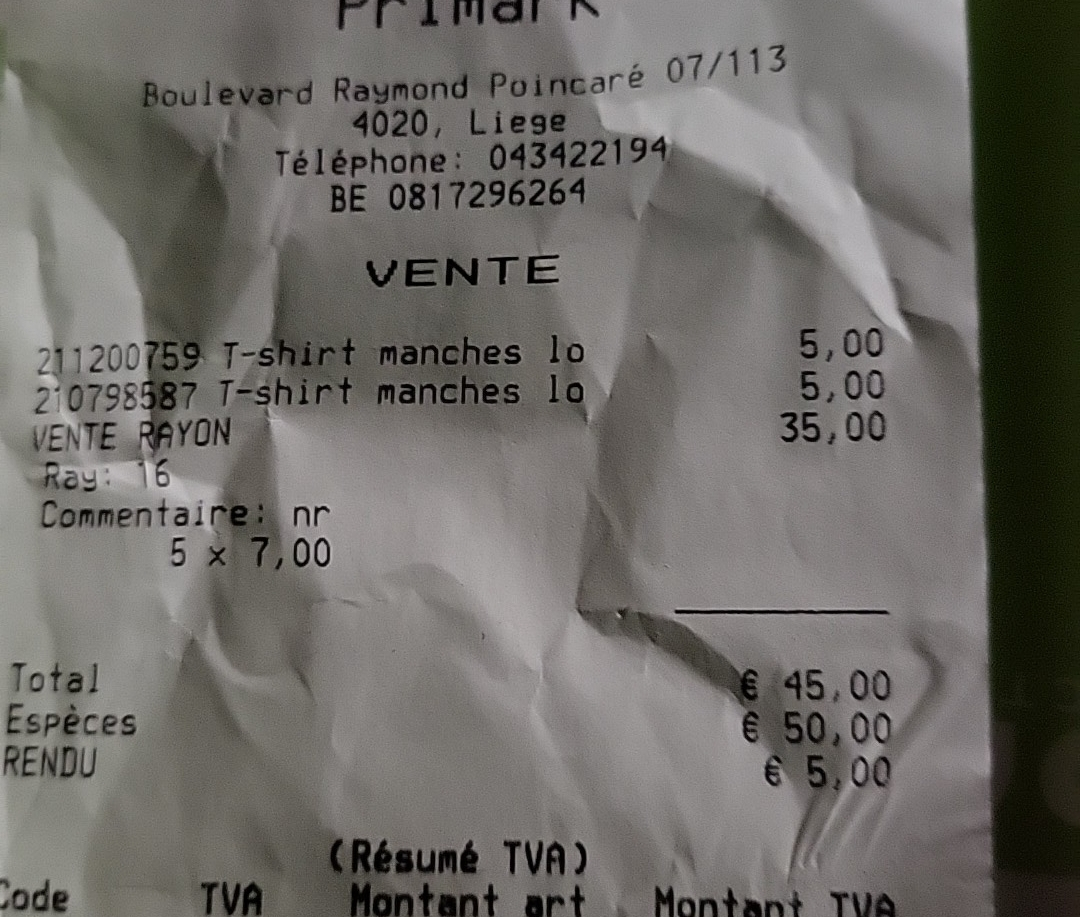 Primark
Boulevard Raymond Poincaré 07/113
4020, Liege
Téléphone: 043422194
BE 0817296264
VENTE
211200759 T-shirt manches lo 5,00
210798587 T-shirt manches lo 5,00
VENTE RAYON 35,00
Ray: 16
Commentaire: nr
5 x 7,00
Total € 45,00
Espèces € 50,00
RENDU € 5,00
(Résumé TVA)
Code TVA Montant art Montant TVA